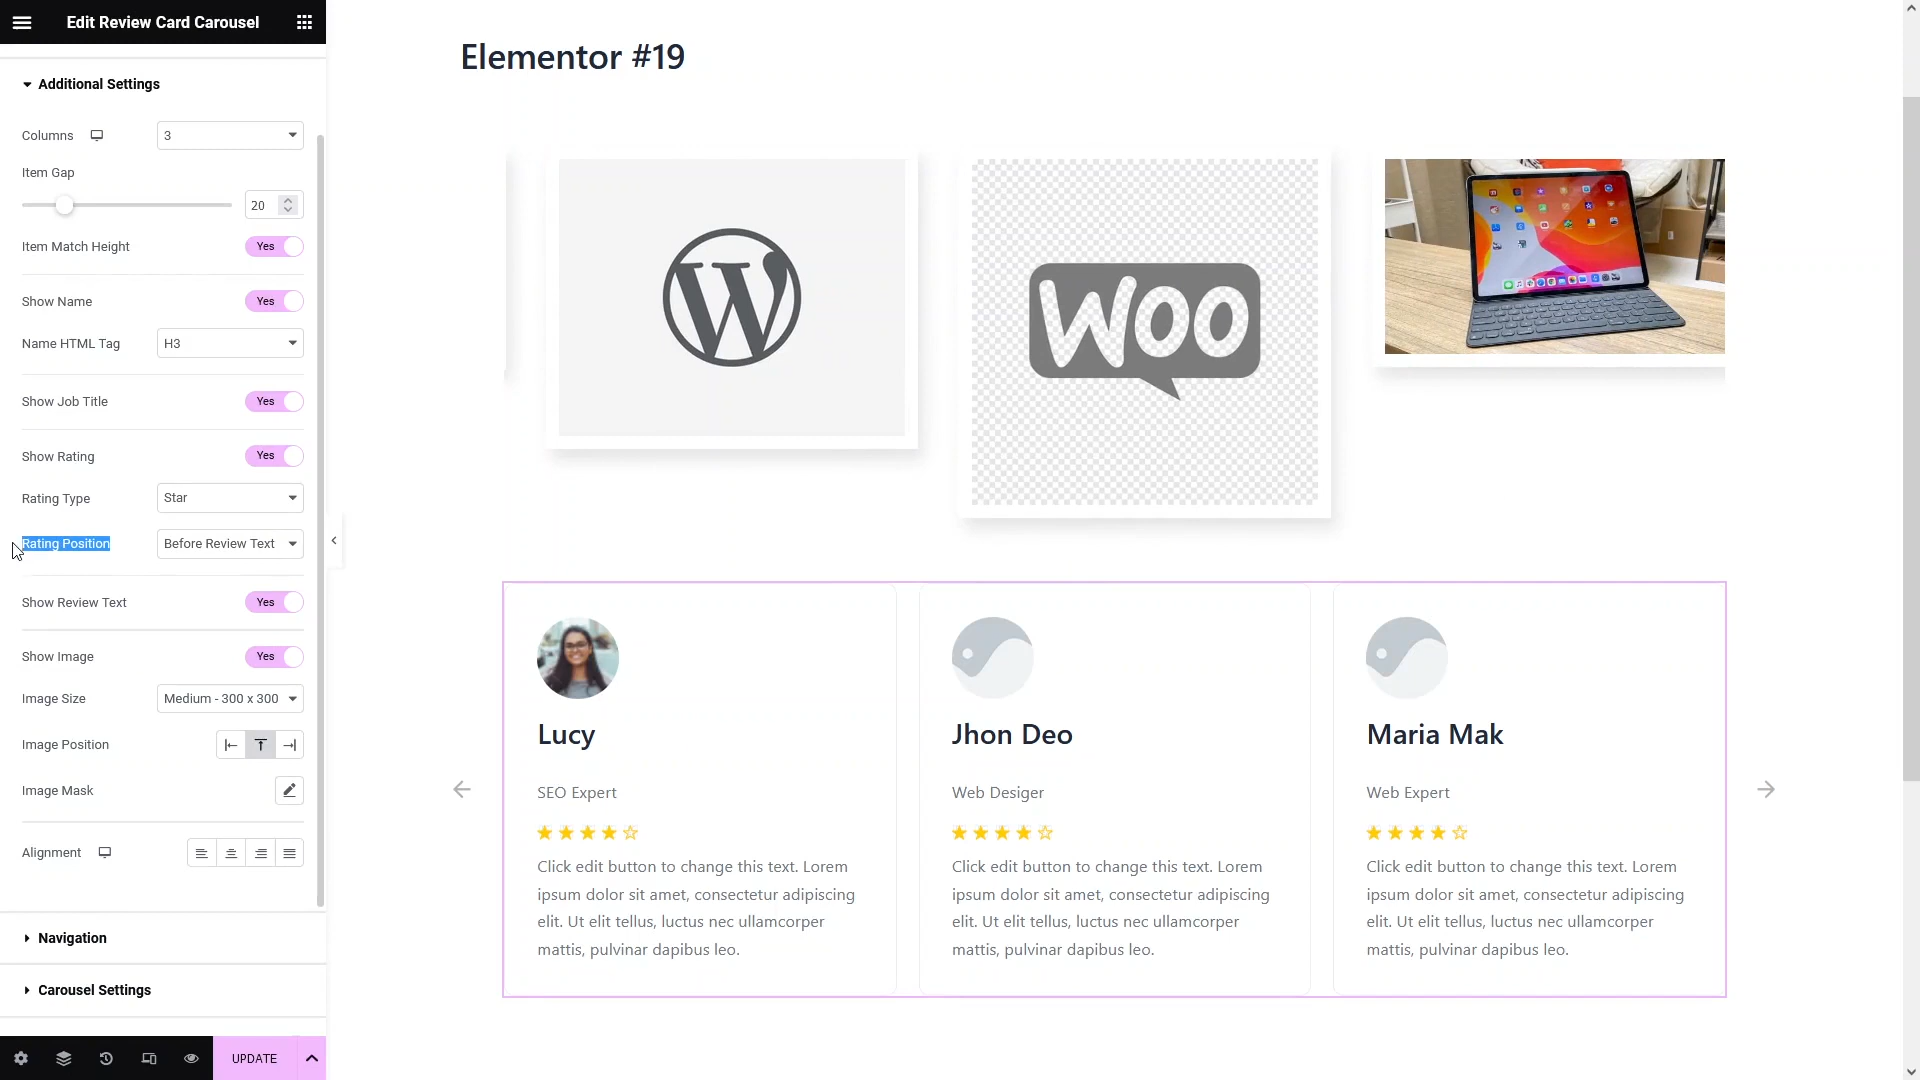 Edit Review Card Carousel
Additional Settings
Columns
3
Item Gap
20
Item Match Height
Yes
Show Name
Yes
Name HTML Tag
H3
Show Job Title
Yes
Show Rating
Yes
Rating Type
Star
Rating Position
Before Review Text
Show Review Text
Yes
Show Image
Yes
Image Size
Medium - 300 x 300
Image Position
Image Mask
Alignment
Navigation
Carousel Settings
UPDATE
Elementor #19
W
WOO
Lucy
SEO Expert
Click edit button to change this text. Lorem
ipsum dolor sit amet, consectetur adipiscing
elit. Ut elit tellus, luctus nec ullamcorper
mattis, pulvinar dapibus leo.
Jhon Deo
Web Desiger
Click edit button to change this text. Lorem
ipsum dolor sit amet, consectetur adipiscing
elit. Ut elit tellus, luctus nec ullamcorper
mattis, pulvinar dapibus leo.
Maria Mak
Web Expert
Click edit button to change this text. Lorem
ipsum dolor sit amet, consectetur adipiscing
elit. Ut elit tellus, luctus nec ullamcorper
mattis, pulvinar dapibus leo.